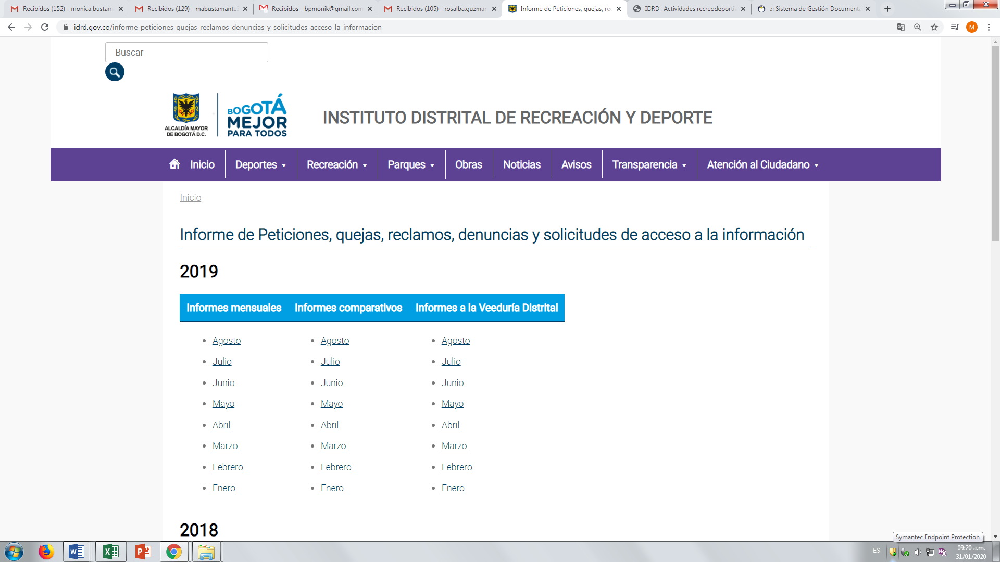 Recibidos (152) - monica.bustam
Recibidos (129) - mabustamante
Recibidos - bpmonik@gmail.com
Recibidos (105) - rosalba.guzman
Informe de Peticiones, quejas, re
IDRD- Actividades recreodeporti
.:: Sistema de Gestión Documenta
idrd.gov.co/informe-peticiones-quejas-reclamos-denuncias-y-solicitudes-acceso-la-informacion
M
Buscar
ALCALDÍA MAYOR
DE BOGOTÁ D.C.
BOGOTÁ
MEJOR
PARA TODOS
INSTITUTO DISTRITAL DE RECREACIÓN Y DEPORTE
Inicio Deportes Recreación Parques Obras Noticias Avisos Transparencia Atención al Ciudadano
Inicio
Informe de Peticiones, quejas, reclamos, denuncias y solicitudes de acceso a la información
2019
Informes mensuales Informes comparativos Informes a la Veeduría Distrital
Agosto Agosto Agosto
Julio Julio Julio
Junio Junio Junio
Mayo Mayo Mayo
Abril Abril Abril
Marzo Marzo Marzo
Febrero Febrero Febrero
Enero Enero Enero
2018
Symantec Endpoint Protection
ES
09:20 a.m.
31/01/2020